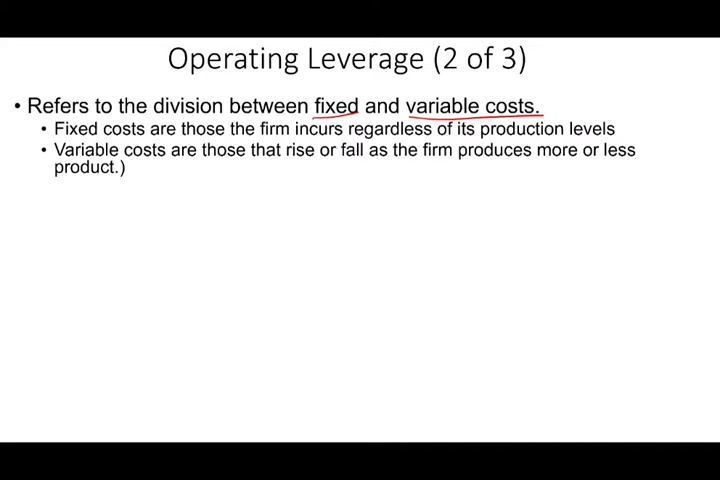 Operating Leverage (2 of 3)
• Refers to the division between fixed and variable costs.
• Fixed costs are those the firm incurs regardless of its production levels
• Variable costs are those that rise or fall as the firm produces more or less
product.)